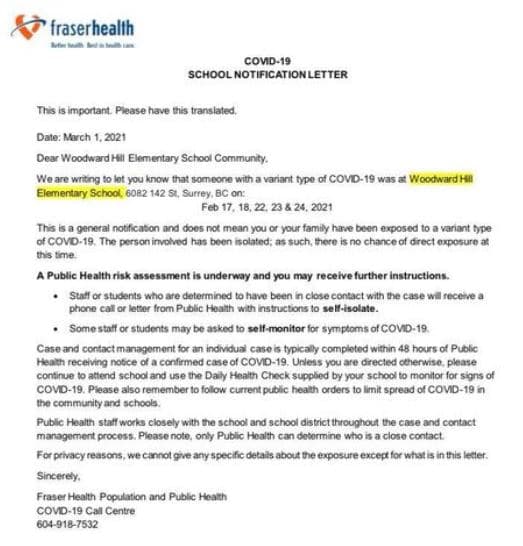 fraserhealth
Better health. Best in health care.
COVID-19
SCHOOL NOTIFICATION LETTER
This is important. Please have this translated.
Date: March 1, 2021
Dear Woodward Hill Elementary School Community,
We are writing to let you know that someone with a variant type of COVID-19 was at Woodward Hill
Elementary School, 6082 142 St, Surrey, BC on:
Feb 17, 18, 22, 23 & 24, 2021
This is a general notification and does not mean you or your family have been exposed to a variant type
of COVID-19. The person involved has been isolated; as such, there is no chance of direct exposure at
this time.
A Public Health risk assessment is underway and you may receive further instructions.
• Staff or students who are determined to have been in close contact with the case will receive a
phone call or letter from Public Health with instructions to self-isolate.
• Some staff or students may be asked to self-monitor for symptoms of COVID-19.
Case and contact management for an individual case is typically completed within 48 hours of Public
Health receiving notice of a confirmed case of COVID-19. Unless you are directed otherwise, please
continue to attend school and use the Daily Health Check supplied by your school to monitor for signs of
COVID-19. Please also remember to follow current public health orders to limit spread of COVID-19 in
the community and schools.
Public Health staff works closely with the school and school district throughout the case and contact
management process. Please note, only Public Health can determine who is a close contact.
For privacy reasons, we cannot give any specific details about the exposure except for what is in this letter.
Sincerely,
Fraser Health Population and Public Health
COVID-19 Call Centre
604-918-7532